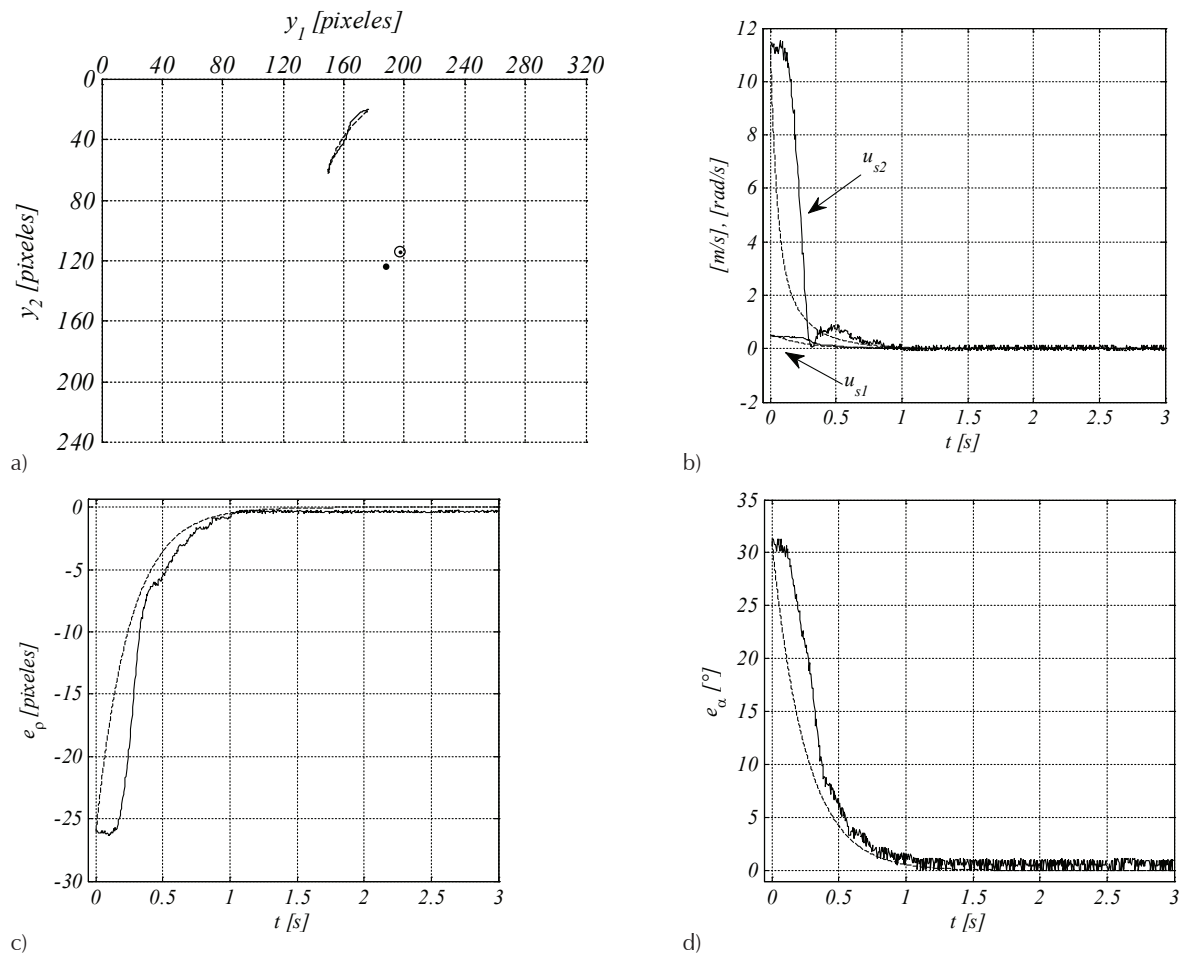 y1 [pixeles]
0 40 80 120 160 200 240 280 320
0
40
80
120
160
200
240
y2 [pixeles]
a)
12
10
8
6
4
2
0
-2
[m/s], [rad/s]
us2
us1
0 0.5 1 1.5 2 2.5 3
t [s]
b)
0
-5
-10
-15
-20
-25
-30
eρ [pixeles]
0 0.5 1 1.5 2 2.5 3
t [s]
c)
35
30
25
20
15
10
5
0
eα [°]
0 0.5 1 1.5 2 2.5 3
t [s]
d)